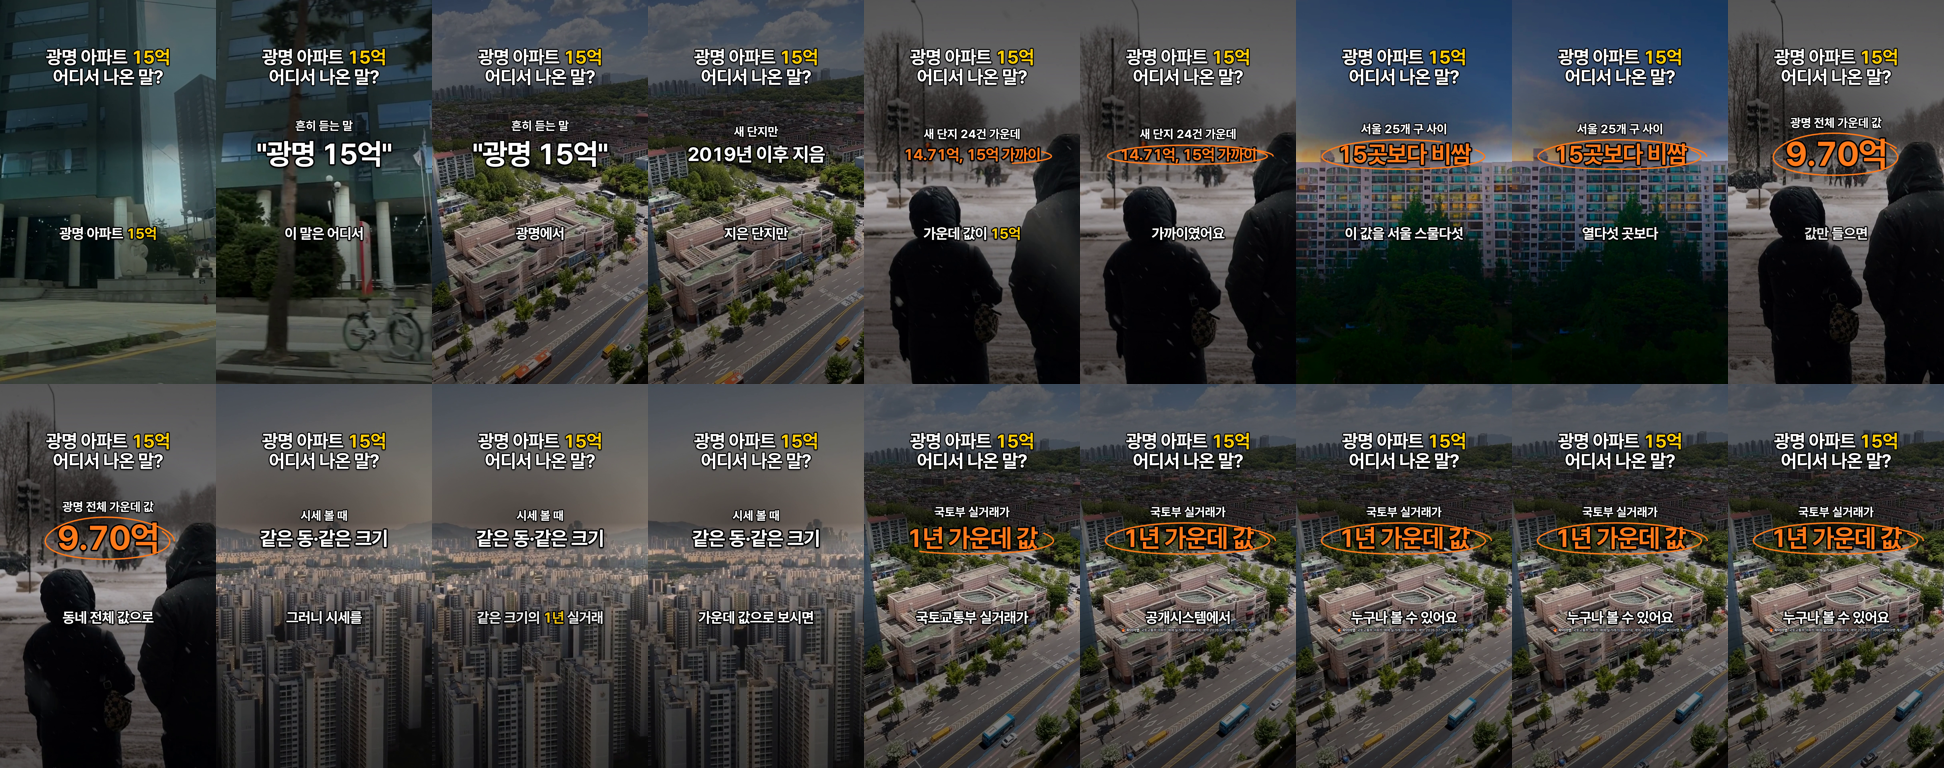 광명 아파트 15억
어디서 나온 말?
광명 아파트 15억
광명 아파트 15억
어디서 나온 말?
흔히 듣는 말
"광명 15억"
이 말은 어디서
광명 아파트 15억
어디서 나온 말?
흔히 듣는 말
"광명 15억"
광명에서
광명 아파트 15억
어디서 나온 말?
새 단지만
2019년 이후 지음
지은 단지만
광명 아파트 15억
어디서 나온 말?
새 단지 24건 가운데
14.71억, 15억 가까이
가운데 값이 15억
광명 아파트 15억
어디서 나온 말?
새 단지 24건 가운데
14.71억, 15억 가까이
가까이였어요
광명 아파트 15억
어디서 나온 말?
서울 25개 구 사이
15곳보다 비쌈
이 값을 서울 스물다섯
광명 아파트 15억
어디서 나온 말?
서울 25개 구 사이
15곳보다 비쌈
열다섯 곳보다
광명 아파트 15억
어디서 나온 말?
광명 전체 가운데 값
9.70억
값만 들으면
광명 아파트 15억
어디서 나온 말?
광명 전체 가운데 값
9.70억
동네 전체 값으로
광명 아파트 15억
어디서 나온 말?
시세 볼 때
같은 동·같은 크기
그러니 시세를
광명 아파트 15억
어디서 나온 말?
시세 볼 때
같은 동·같은 크기
같은 크기의 1년 실거래
광명 아파트 15억
어디서 나온 말?
시세 볼 때
같은 동·같은 크기
가운데 값으로 보시면
광명 아파트 15억
어디서 나온 말?
국토부 실거래가
1년 가운데 값
국토교통부 실거래가
광명 아파트 15억
어디서 나온 말?
국토부 실거래가
1년 가운데 값
공개시스템에서
광명 아파트 15억
어디서 나온 말?
국토부 실거래가
1년 가운데 값
누구나 볼 수 있어요
광명 아파트 15억
어디서 나온 말?
국토부 실거래가
1년 가운데 값
누구나 볼 수 있어요
광명 아파트 15억
어디서 나온 말?
국토부 실거래가
1년 가운데 값
누구나 볼 수 있어요